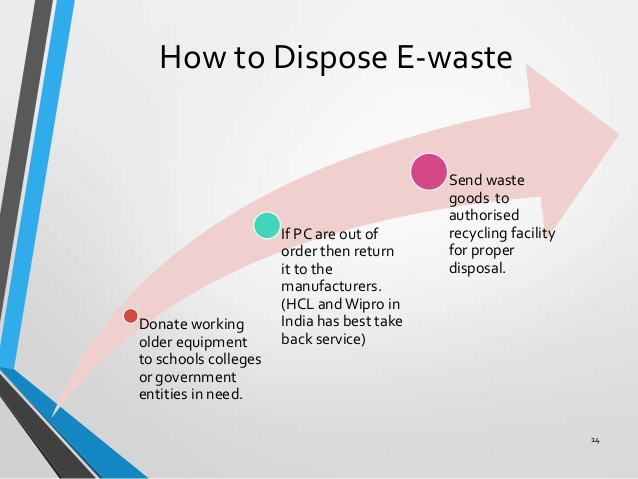 How to Dispose E-waste
Donate working
older equipment
to schools colleges
or government
entities in need.
If PC are out of
order then return
it to the
manufacturers.
(HCL and Wipro in
India has best take
back service)
Send waste
goods to
authorised
recycling facility
for proper
disposal.
14